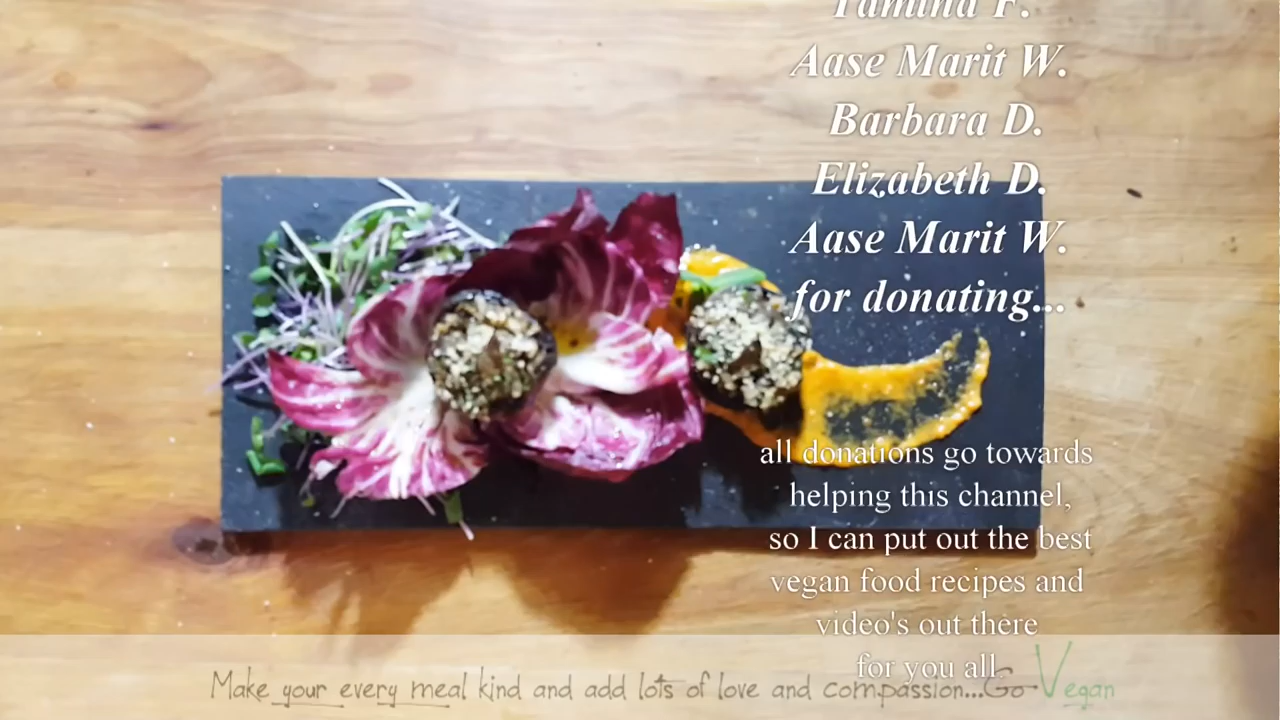 Tamina F.
Aase Marit W.
Barbara D.
Elizabeth D.
Aase Marit W.
for donating...
all donations go towards
helping this channel,
so I can put out the best
vegan food recipes and
video's out there
for you all.
Make your every meal kind and add lots of love and compassion...Go Vegan